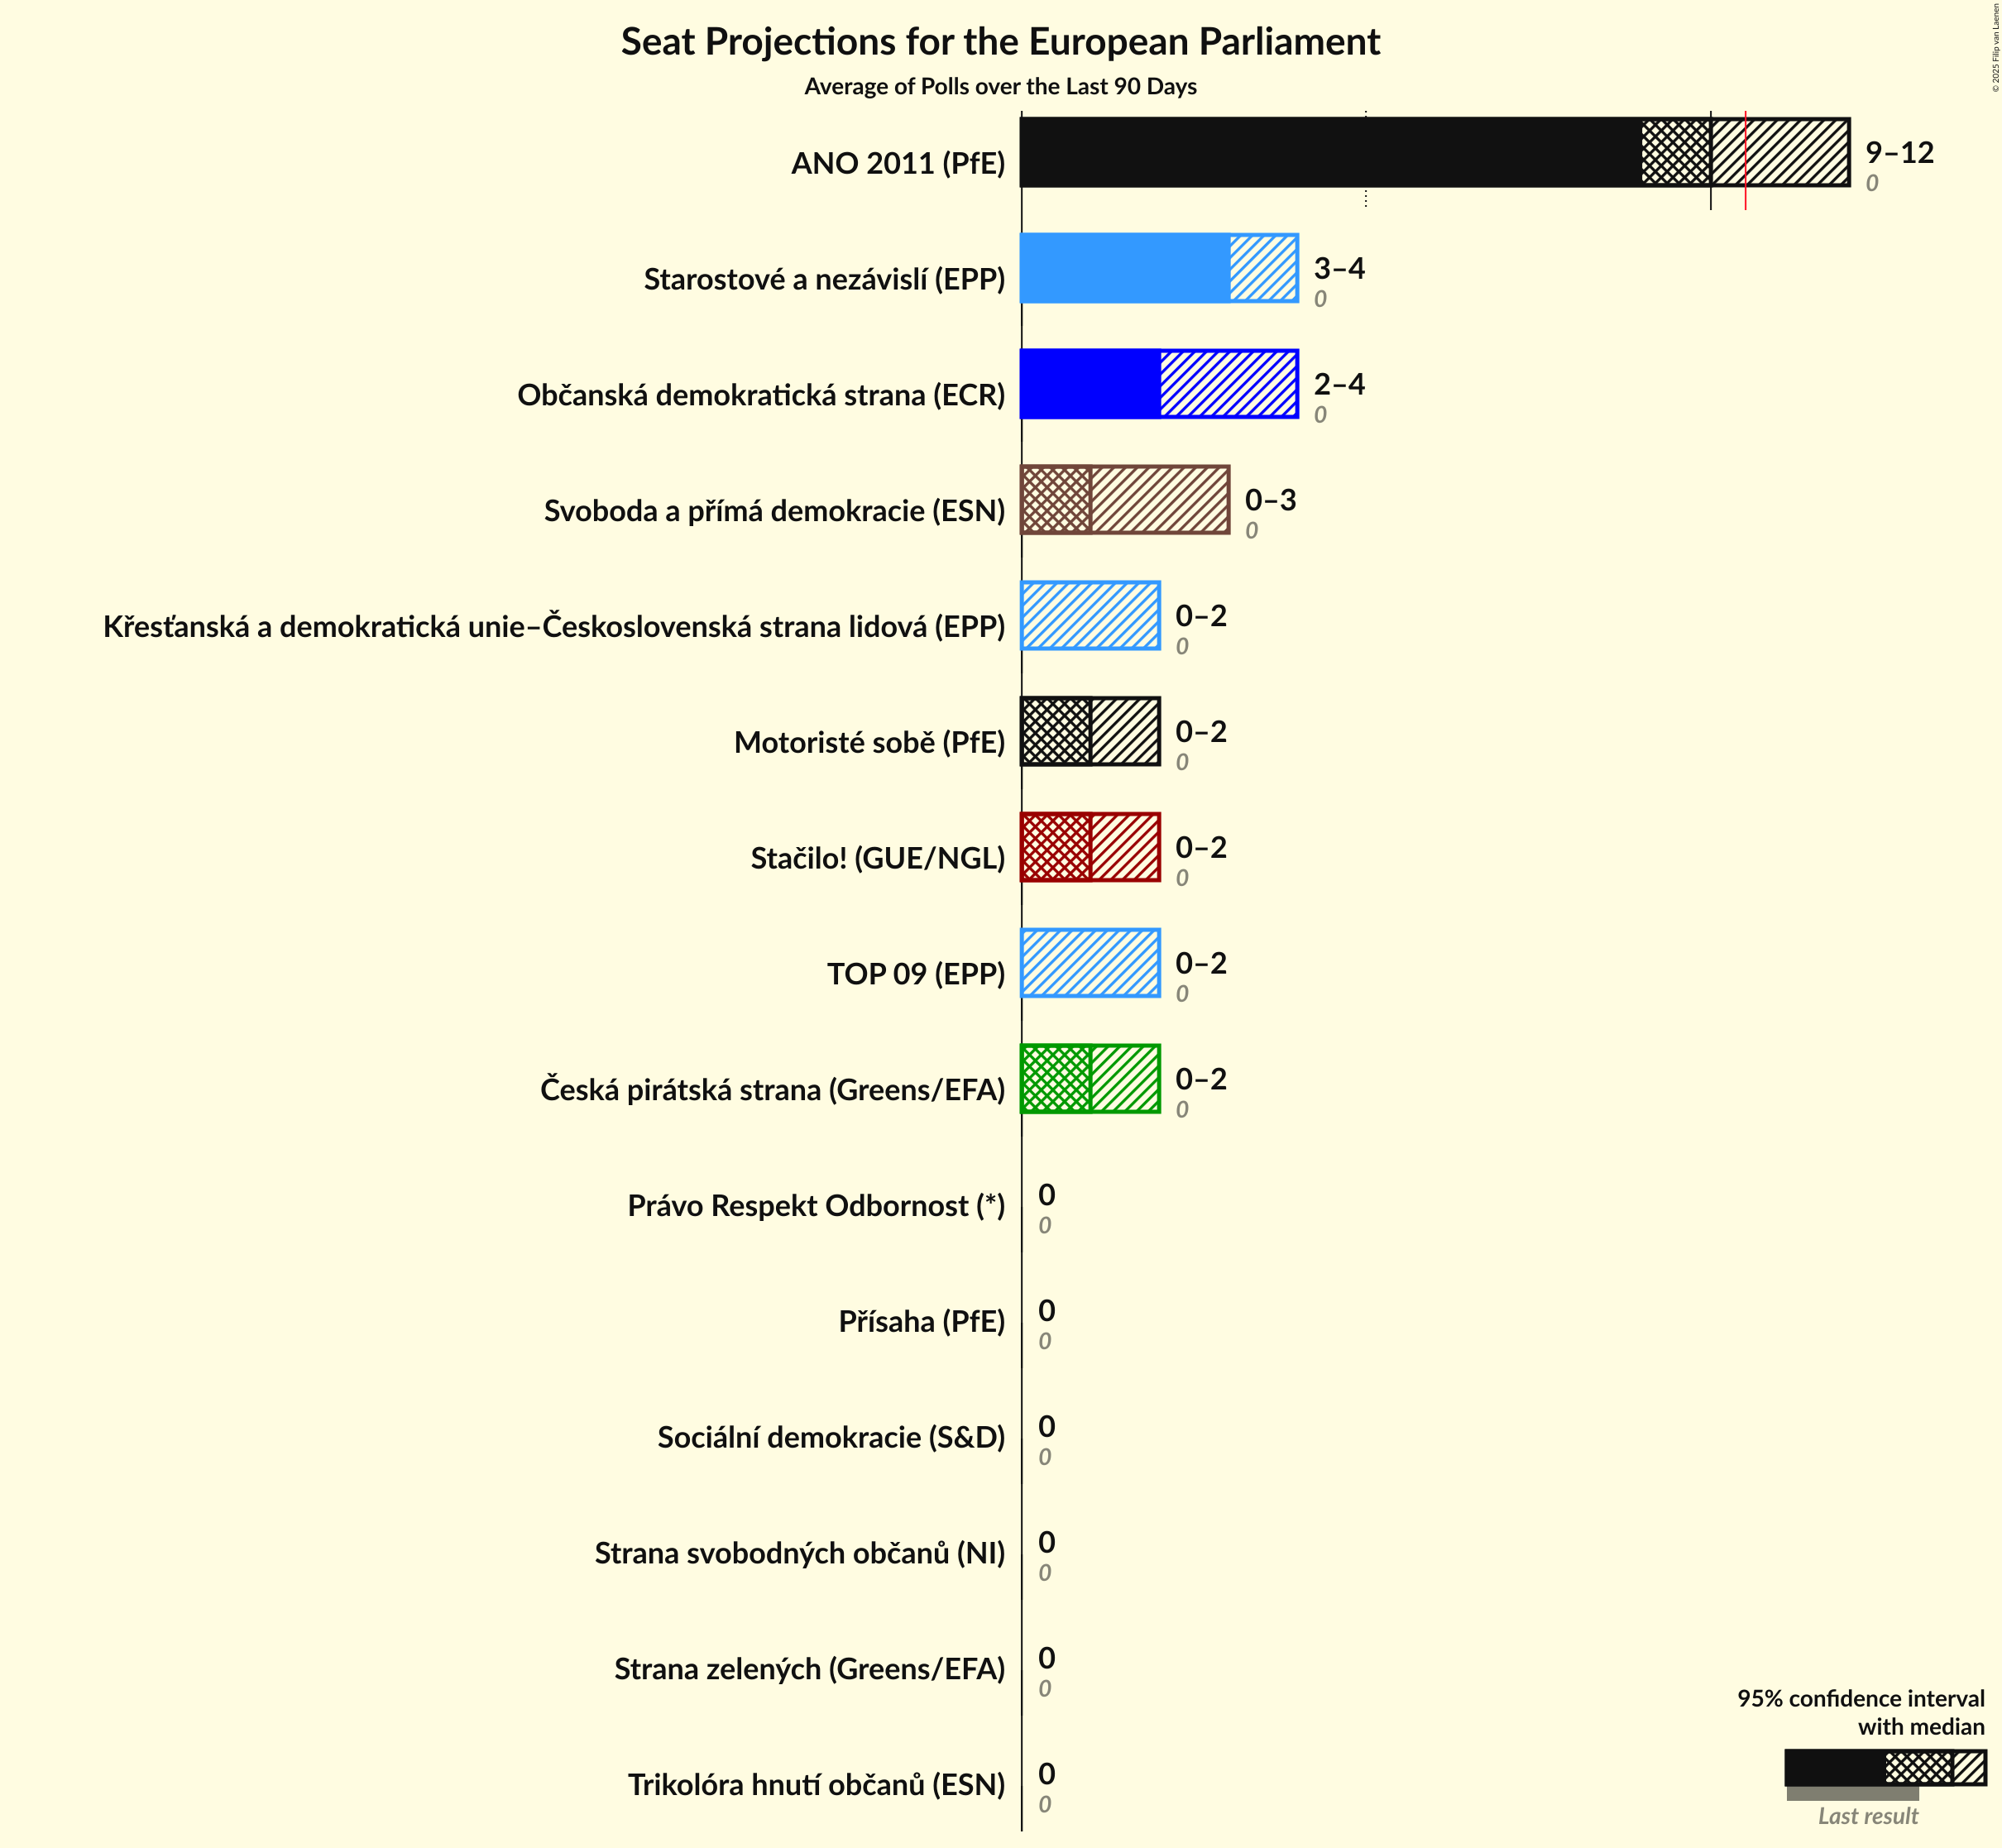 Seat Projections for the European Parliament
Average of Polls over the Last 90 Days
© 2025 Filip van Laenen
ANO 2011 (PfE)
9–12
0
Starostové a nezávislí (EPP)
3–4
0
Občanská demokratická strana (ECR)
2–4
0
Svoboda a přímá demokracie (ESN)
0–3
0
Křesťanská a demokratická unie–Československá strana lidová (EPP)
0–2
0
Motoristé sobě (PfE)
0–2
0
Stačilo! (GUE/NGL)
0–2
0
TOP 09 (EPP)
0–2
0
Česká pirátská strana (Greens/EFA)
0–2
0
Právo Respekt Odbornost (*)
0
0
Přísaha (PfE)
0
0
Sociální demokracie (S&D)
0
0
Strana svobodných občanů (NI)
0
0
Strana zelených (Greens/EFA)
0
0
Trikolóra hnutí občanů (ESN)
0
0
95% confidence interval
with median
Last result